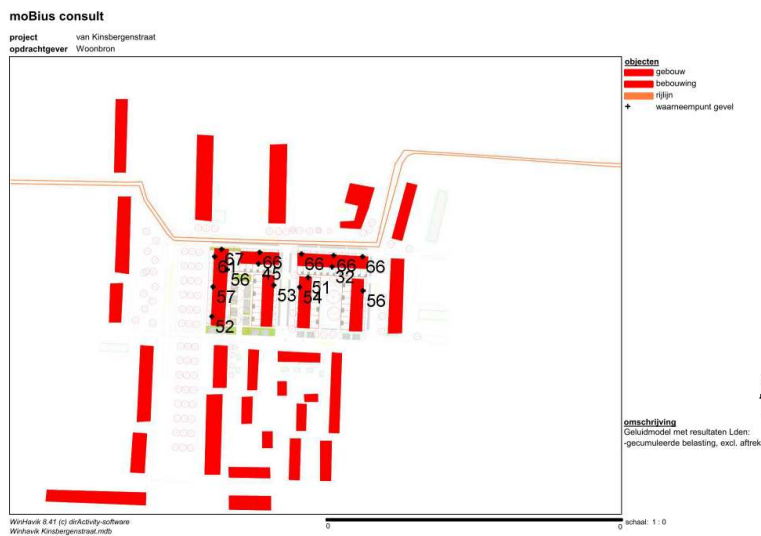 moBius consult
project van Kinsbergenstraat
opdrachtgever Woonbron
objecten
gebouw
bebouwing
rijlijn
+ waarneempunt gevel
67
66
66
66
66
45
32
56
51
57
53
54
56
52
omschrijving
Geluidmodel met resultaten Lden:
-gecumuleerde belasting, excl. aftrek
WinHavik 8.41 (c) dirActivity-software
Winhavik Kinsbergenstraat.mdb
0
0
schaal: 1 : 0